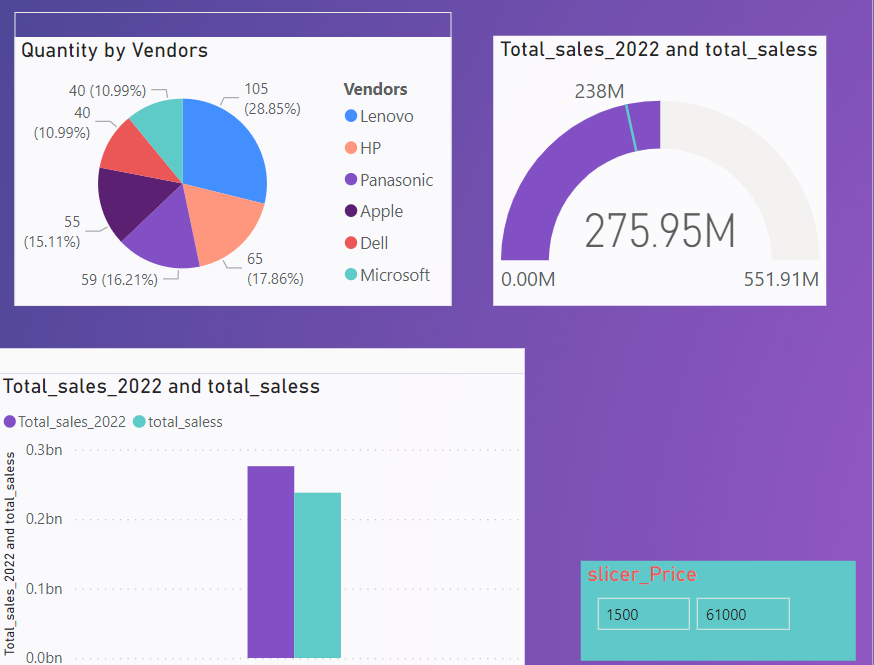 Quantity by Vendors
40 (10.99%)
40
(10.99%)
55
(15.11%)
59 (16.21%)
105
(28.85%)
65
(17.86%)
Vendors
Lenovo
HP
Panasonic
Apple
Dell
Microsoft
Total_sales_2022 and total_saless
238M
275.95M
0.00M
551.91M
Total_sales_2022 and total_saless
Total_sales_2022 total_saless
Total_sales_2022 and total_saless
0.3bn
0.2bn
0.1bn
0.0bn
slicer_Price
1500
61000